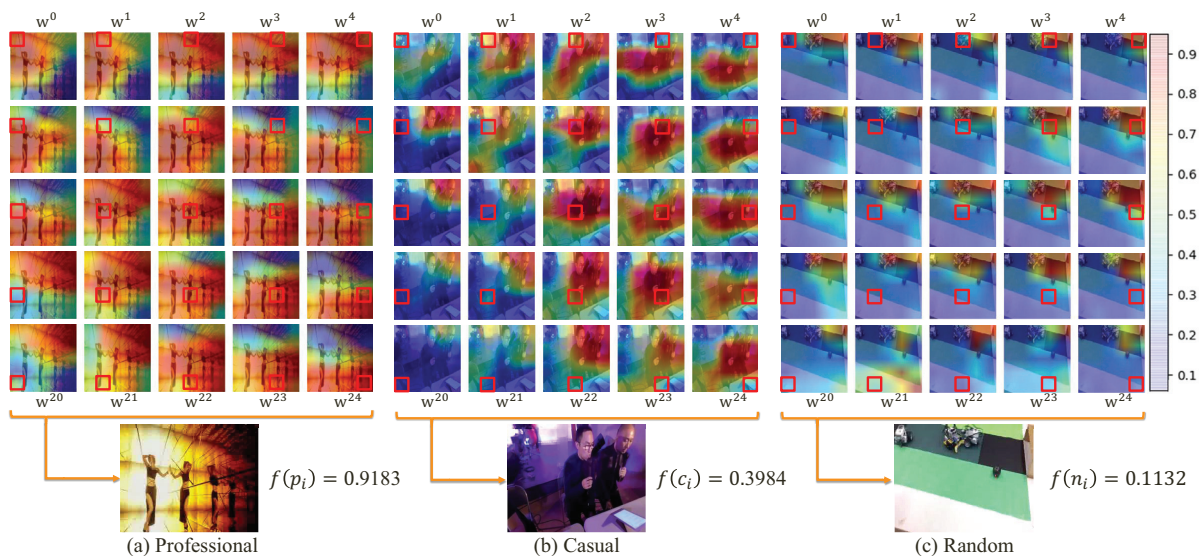 w⁰ w¹ w² w³ w⁴ w⁰ w¹ w² w³ w⁴ w⁰ w¹ w² w³ w⁴
0.9
0.8
0.7
0.6
0.5
0.4
0.3
0.2
0.1
w²⁰ w²¹ w²² w²³ w²⁴ w²⁰ w²¹ w²² w²³ w²⁴ w²⁰ w²¹ w²² w²³ w²⁴
f(pᵢ) = 0.9183 f(cᵢ) = 0.3984 f(nᵢ) = 0.1132
(a) Professional (b) Casual (c) Random